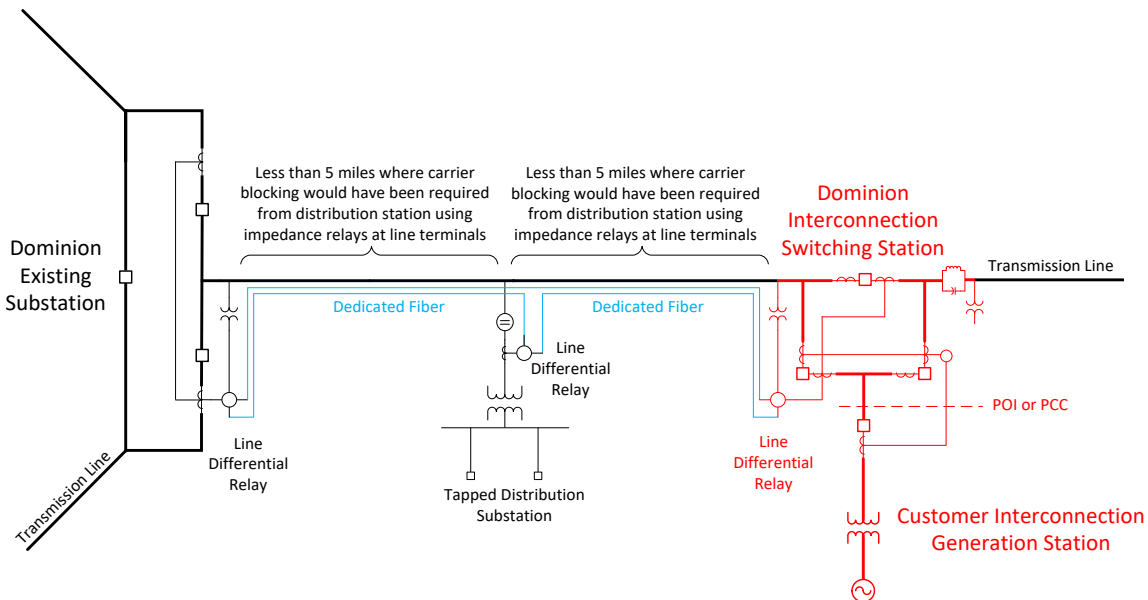 Less than 5 miles where carrier
blocking would have been required
from distribution station using
impedance relays at line terminals
Less than 5 miles where carrier
blocking would have been required
from distribution station using
impedance relays at line terminals
Dominion
Interconnection
Switching Station
Dominion
Existing
Substation
Transmission Line
Dedicated Fiber
Dedicated Fiber
Line
Differential
Relay
POI or PCC
Line
Differential
Relay
Line
Differential
Relay
Transmission Line
Tapped Distribution
Substation
Customer Interconnection
Generation Station